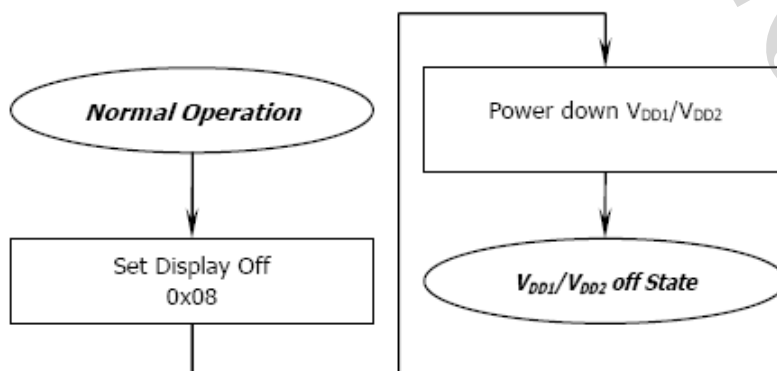 Normal Operation
Set Display Off
0x08
Power down VDD1/VDD2
VDD1/VDD2 off State